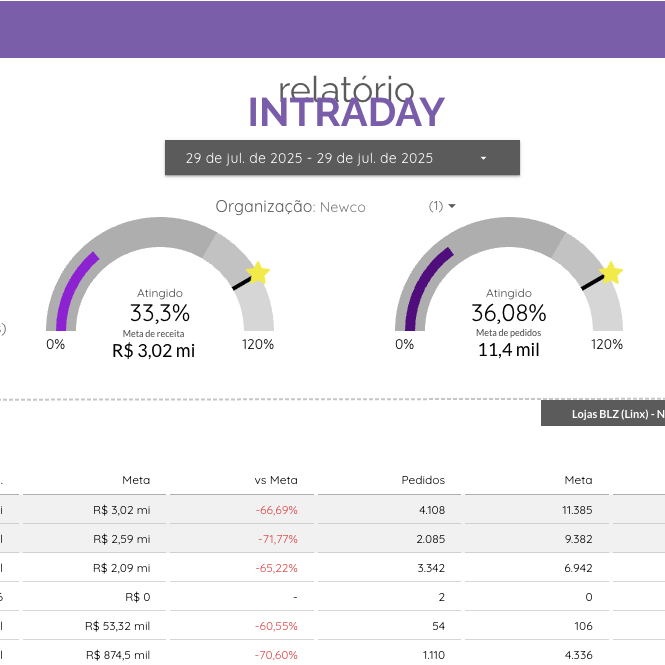 relatório
INTRADAY
29 de jul. de 2025 - 29 de jul. de 2025
Organização: Newco (1)
Atingido
33,3%
Meta de receita
R$ 3,02 mi
0%
120%
Atingido
36,08%
Meta de pedidos
11,4 mil
0%
120%
Lojas BLZ (Linx) - N
Meta vs Meta Pedidos Meta
R$ 3,02 mi -66,69% 4.108 11.385
R$ 2,59 mi -71,77% 2.085 9.382
R$ 2,09 mi -65,22% 3.342 6.942
R$ 0 - 2 0
R$ 53,32 mil -60,55% 54 106
R$ 874,5 mil -70,60% 1.110 4.336